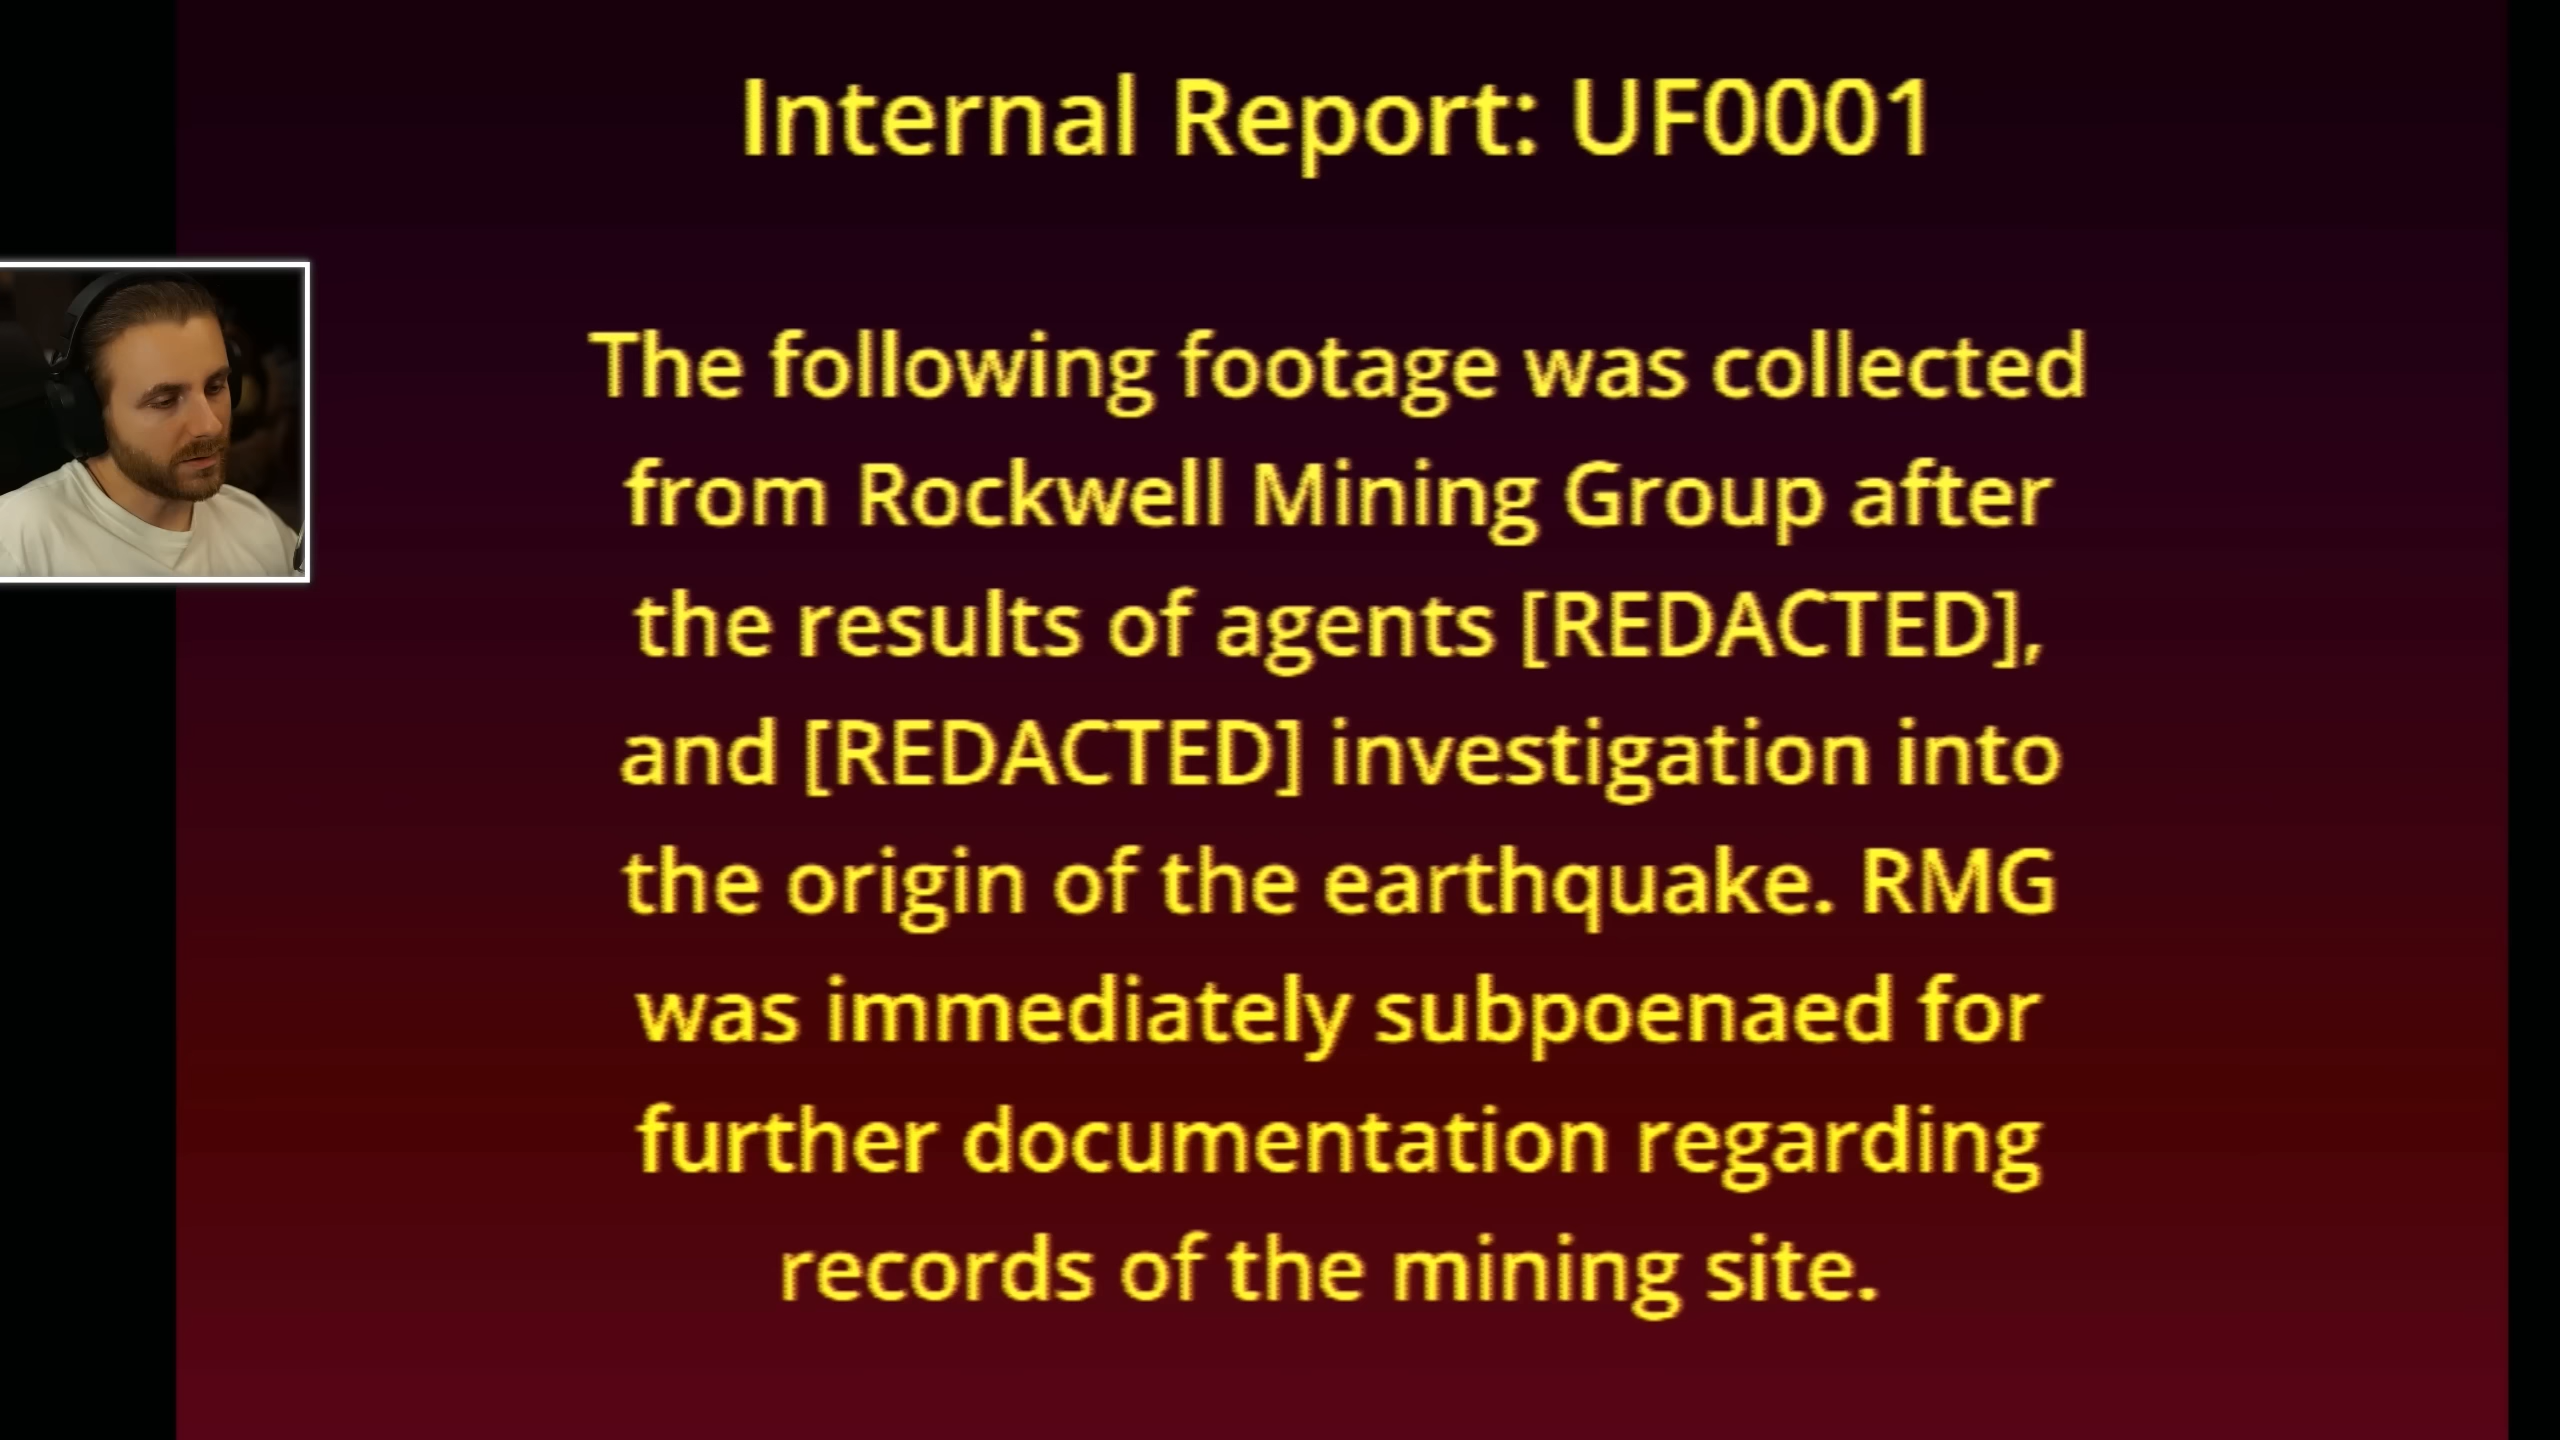 Internal Report: UF0001
The following footage was collected
from Rockwell Mining Group after
the results of agents [REDACTED],
and [REDACTED] investigation into
the origin of the earthquake. RMG
was immediately subpoenaed for
further documentation regarding
records of the mining site.